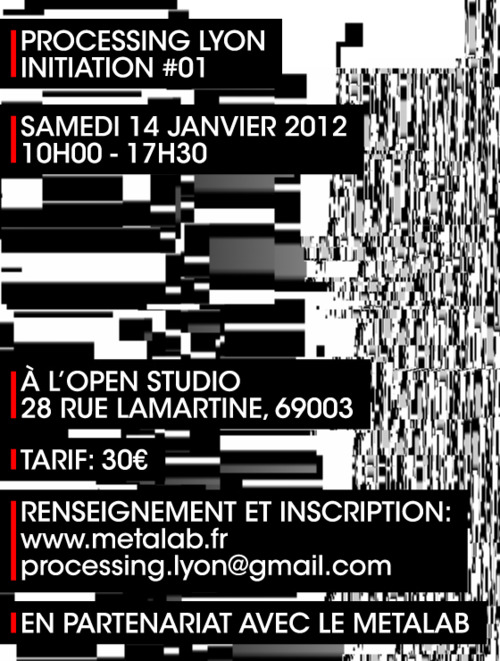 PROCESSING LYON
INITIATION #01
SAMEDI 14 JANVIER 2012
10H00 - 17H30
À L'OPEN STUDIO
28 RUE LAMARTINE, 69003
TARIF: 30€
RENSEIGNEMENT ET INSCRIPTION:
www.metalab.fr
processing.lyon@gmail.com
EN PARTENARIAT AVEC LE METALAB